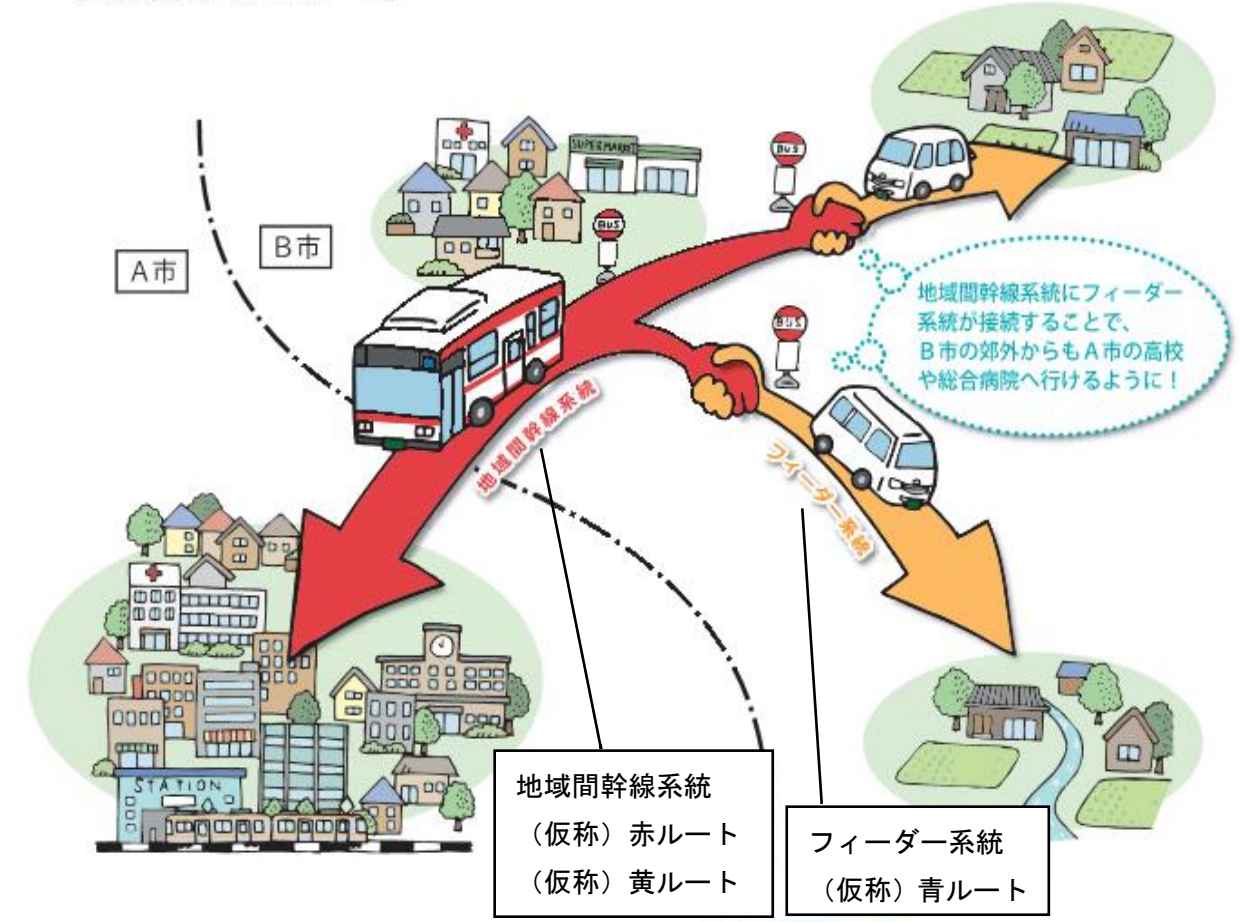 SUPERMARKET
BUS
BUS
B市
A市
地域間幹線系統にフィーダー
系統が接続することで、
B市の郊外からもA市の高校
や総合病院へ行けるように!
BUS
地域間幹線系統
フィーダー系統
STATION
地域間幹線系統
(仮称)赤ルート
(仮称)黄ルート
フィーダー系統
(仮称)青ルート